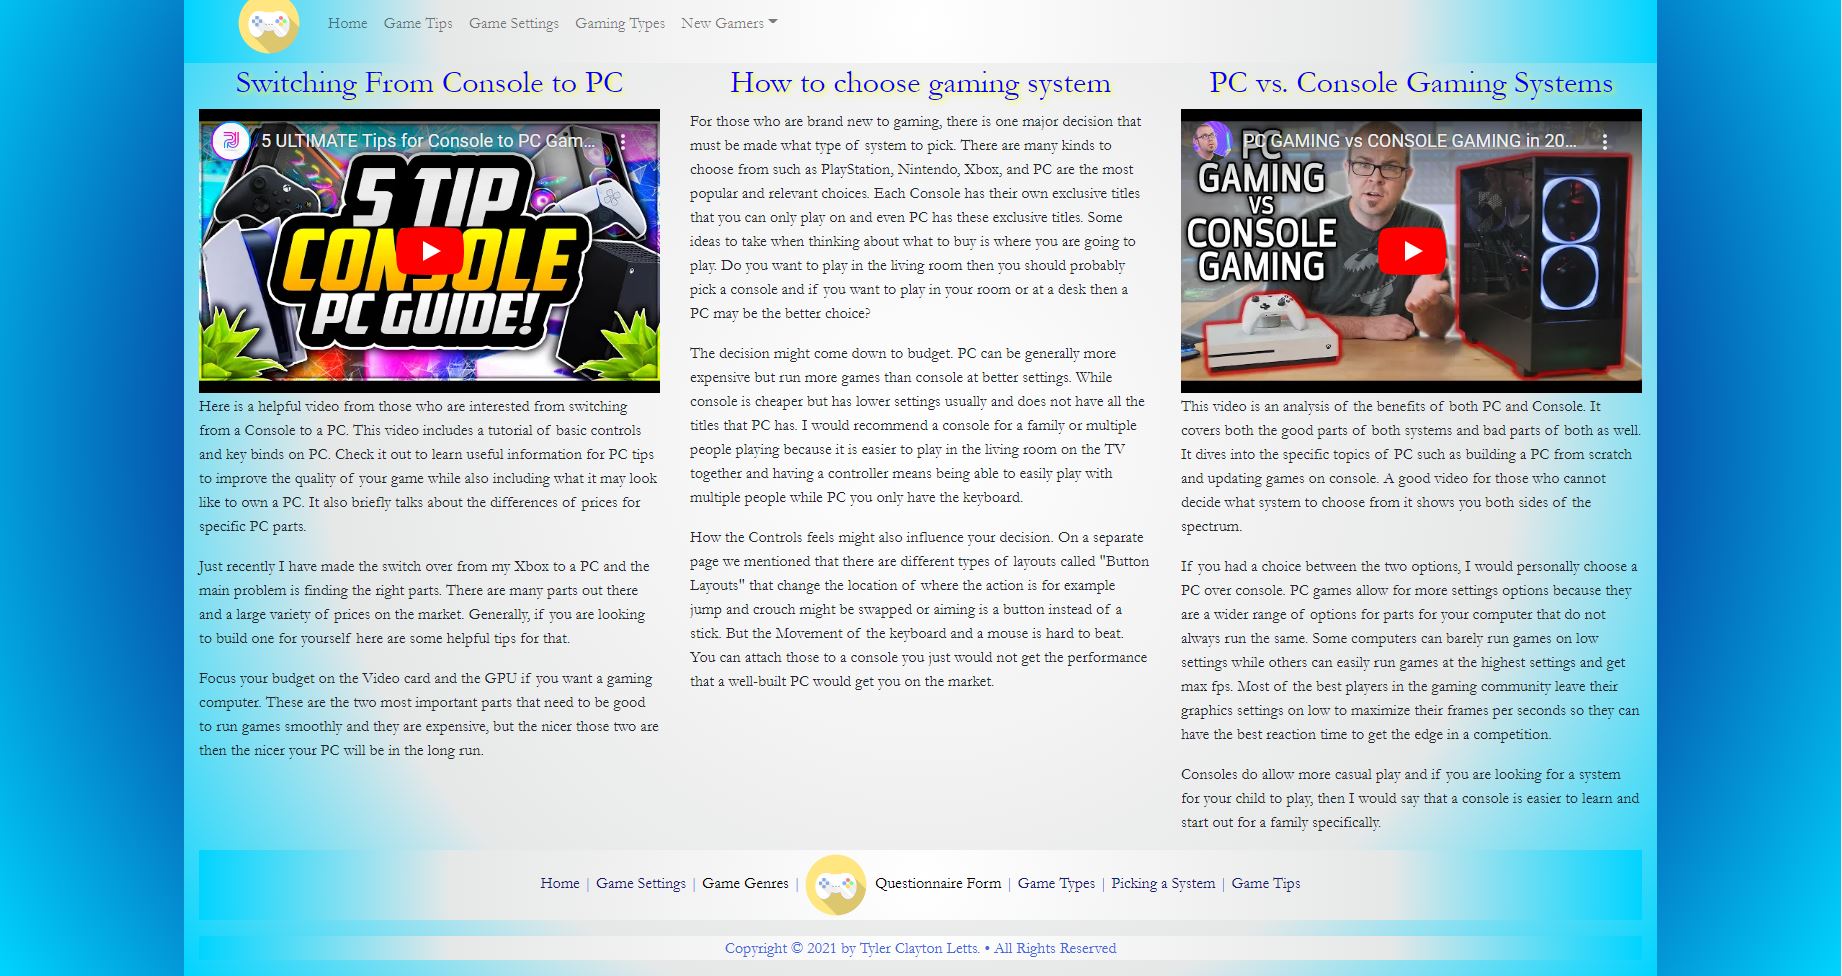 Home Game Tips Game Settings Gaming Types New Gamers
Switching From Console to PC
5 ULTIMATE Tips for Console to PC Gam...
5 TIP
CONSOLE
PC GUIDE!
Here is a helpful video from those who are interested from switching
from a Console to a PC. This video includes a tutorial of basic controls
and key binds on PC. Check it out to learn useful information for PC tips
to improve the quality of your game while also including what it may look
like to own a PC. It also briefly talks about the differences of prices for
specific PC parts.
Just recently I have made the switch over from my Xbox to a PC and the
main problem is finding the right parts. There are many parts out there
and a large variety of prices on the market. Generally, if you are looking
to build one for yourself here are some helpful tips for that.
Focus your budget on the Video card and the GPU if you want a gaming
computer. These are the two most important parts that need to be good
to run games smoothly and they are expensive, but the nicer those two are
then the nicer your PC will be in the long run.
How to choose gaming system
For those who are brand new to gaming, there is one major decision that
must be made what type of system to pick. There are many kinds to
choose from such as PlayStation, Nintendo, Xbox, and PC are the most
popular and relevant choices. Each Console has their own exclusive titles
that you can only play on and even PC has these exclusive titles. Some
ideas to take when thinking about what to buy is where you are going to
play. Do you want to play in the living room then you should probably
pick a console and if you want to play in your room or at a desk then a
PC may be the better choice?
The decision might come down to budget. PC can be generally more
expensive but run more games than console at better settings. While
console is cheaper but has lower settings usually and does not have all the
titles that PC has. I would recommend a console for a family or multiple
people playing because it is easier to play in the living room on the TV
together and having a controller means being able to easily play with
multiple people while PC you only have the keyboard.
How the Controls feels might also influence your decision. On a separate
page we mentioned that there are different types of layouts called "Button
Layouts" that change the location of where the action is for example
jump and crouch might be swapped or aiming is a button instead of a
stick. But the Movement of the keyboard and a mouse is hard to beat.
You can attach those to a console you just would not get the performance
that a well-built PC would get you on the market.
PC vs. Console Gaming Systems
PC GAMING vs CONSOLE GAMING in 20...
PC
GAMING
VS
CONSOLE
GAMING
This video is an analysis of the benefits of both PC and Console. It
covers both the good parts of both systems and bad parts of both as well.
It dives into the specific topics of PC such as building a PC from scratch
and updating games on console. A good video for those who cannot
decide what system to choose from it shows you both sides of the
spectrum.
If you had a choice between the two options, I would personally choose a
PC over console. PC games allow for more settings options because they
are a wider range of options for parts for your computer that do not
always run the same. Some computers can barely run games on low
settings while others can easily run games at the highest settings and get
max fps. Most of the best players in the gaming community leave their
graphics settings on low to maximize their frames per seconds so they can
have the best reaction time to get the edge in a competition.
Consoles do allow more casual play and if you are looking for a system
for your child to play, then I would say that a console is easier to learn and
start out for a family specifically.
Home | Game Settings | Game Genres | Questionnaire Form | Game Types | Picking a System | Game Tips
Copyright © 2021 by Tyler Clayton Letts. • All Rights Reserved